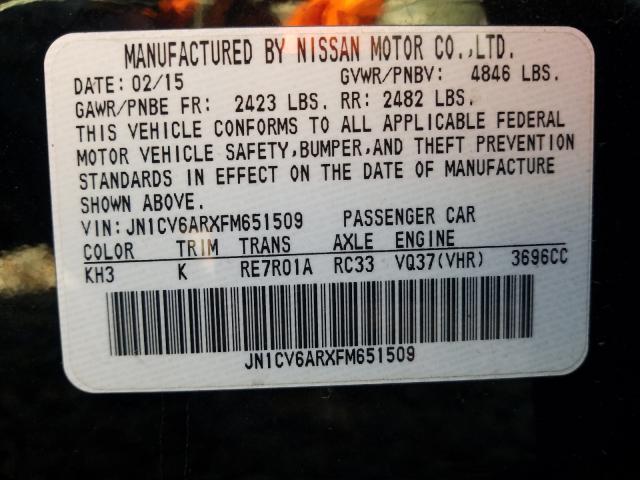 MANUFACTURED BY NISSAN MOTOR CO.,LTD.
DATE: 02/15 GVWR/PNBV: 4846 LBS.
GAWR/PNBE FR: 2423 LBS. RR: 2482 LBS.
THIS VEHICLE CONFORMS TO ALL APPLICABLE FEDERAL
MOTOR VEHICLE SAFETY,BUMPER,AND THEFT PREVENTION
STANDARDS IN EFFECT ON THE DATE OF MANUFACTURE
SHOWN ABOVE.
VIN:JN1CV6ARXFM651509 PASSENGER CAR
COLOR TRIM TRANS AXLE ENGINE
KH3 K RE7R01A RC33 VQ37(VHR) 3696CC
JN1CV6ARXFM651509